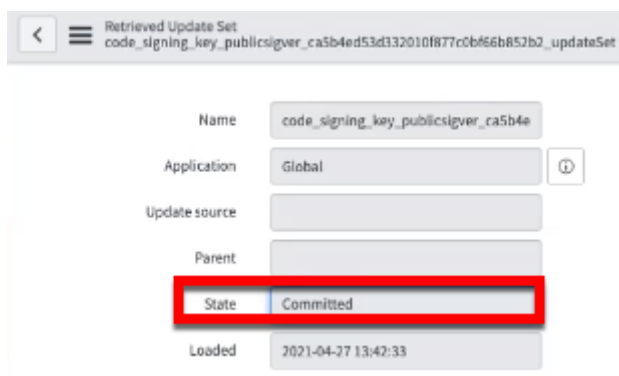 Retrieved Update Set
code_signing_key_publicsigver_ca5b4ed53d332010f877c0bf66b852b2_updateSet
Name code_signing_key_publicsigver_ca5b4e
Application Global
Update source
Parent
State Committed
Loaded 2021-04-27 13:42:33